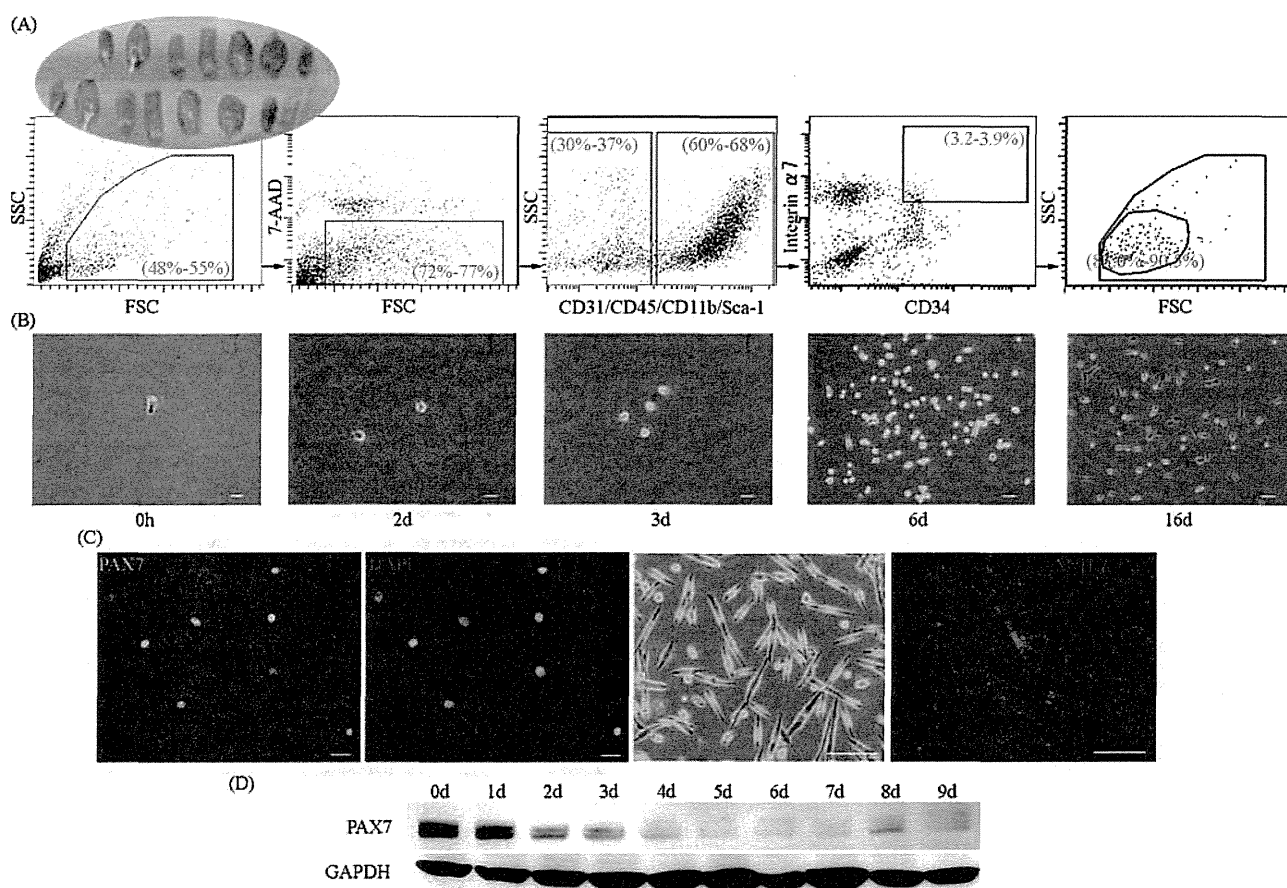 (A)
SSC
(48%-55%)
FSC
7-AAD
(72%-77%)
FSC
SSC
(30%-37%)
(60%-68%)
CD31/CD45/CD11b/Sca-1
Integrin α7
(3.2-3.9%)
CD34
SSC
FSC
(B)
0h
2d
3d
6d
16d
(C)
PAX7
DAPI
(D)
0d 1d 2d 3d 4d 5d 6d 7d 8d 9d
PAX7
GAPDH